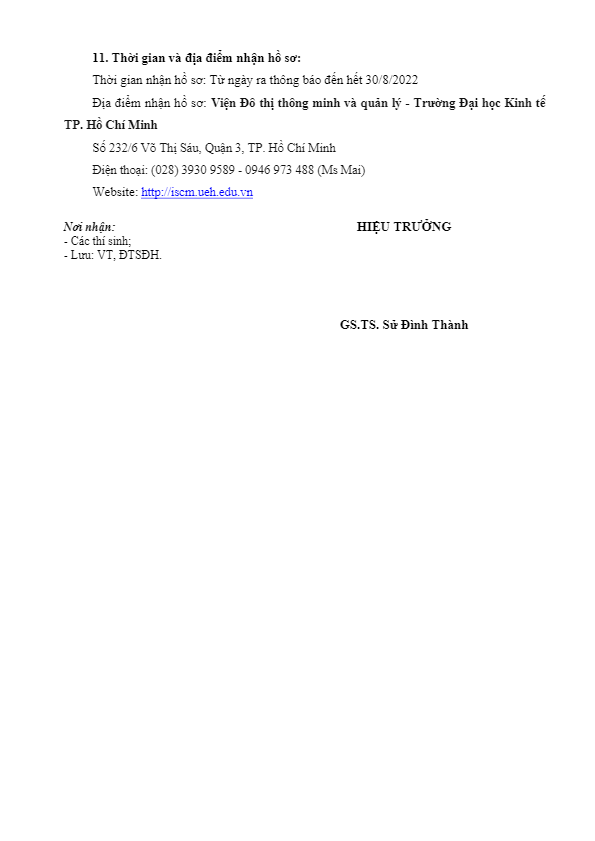 11. Thời gian và địa điểm nhận hồ sơ:
Thời gian nhận hồ sơ: Từ ngày ra thông báo đến hết 30/8/2022
Địa điểm nhận hồ sơ: Viện Đô thị thông minh và quản lý - Trường Đại học Kinh tế
TP. Hồ Chí Minh
Số 232/6 Võ Thị Sáu, Quận 3, TP. Hồ Chí Minh
Điện thoại: (028) 3930 9589 - 0946 973 488 (Ms Mai)
Website: http://iscm.ueh.edu.vn
Nơi nhận:
- Các thí sinh;
- Lưu: VT, ĐTSĐH.
HIỆU TRƯỞNG
GS.TS. Sử Đình Thành